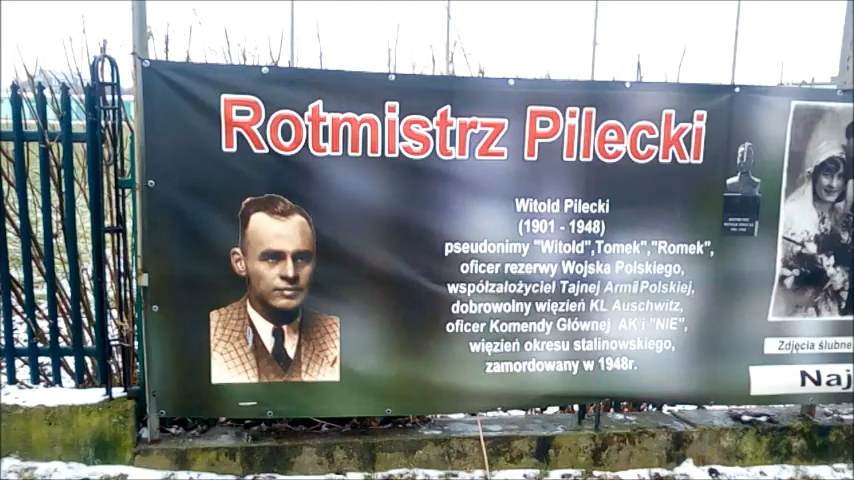 Rotmistrz Pilecki
Witold Pilecki
(1901 - 1948)
pseudonimy "Witold",Tomek","Romek",
oficer rezerwy Wojska Polskiego,
współzałożyciel Tajnej Armii Polskiej,
dobrowolny więzień KL Auschwitz,
oficer Komendy Głównej AK i "NIE",
więzień okresu stalinowskiego,
zamordowany w 1948r.
Zdjęcia ślubne
Naj